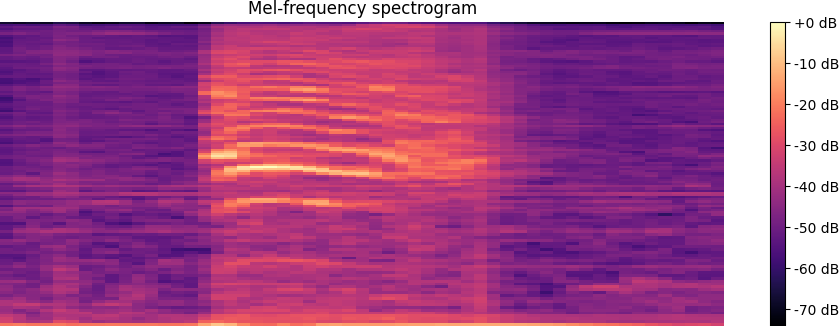 Mel-frequency spectrogram
+0 dB
-10 dB
-20 dB
-30 dB
-40 dB
-50 dB
-60 dB
-70 dB